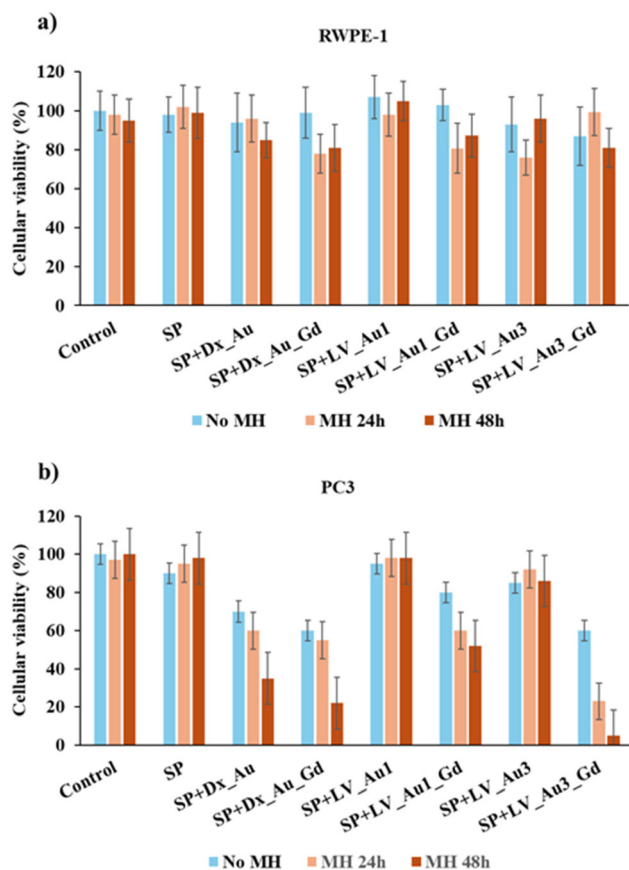 a)
RWPE-1
Cellular viability (%)
120
100
80
60
40
20
0
Control
SP
SP+Dx_Au
SP+Dx_Au_Gd
SP+LV_Au1
SP+LV_Au1_Gd
SP+LV_Au3
SP+LV_Au3_Gd
No MH MH 24h MH 48h
b)
PC3
Cellular viability (%)
120
100
80
60
40
20
0
Control
SP
SP+Dx_Au
SP+Dx_Au_Gd
SP+LV_Au1
SP+LV_Au1_Gd
SP+LV_Au3
SP+LV_Au3_Gd
No MH MH 24h MH 48h